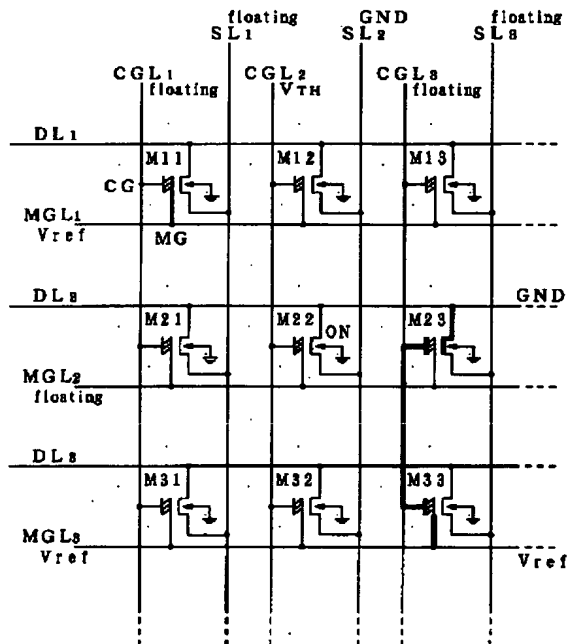 floating GND floating
SL1 SL2 SL3
CGL1 CGL2 CGL3
floating VTH floating
DL1
M11 M12 M13
CG
MGL1
Vref MG
DL2 GND
M21 M22 ON M23
MGL2
floating
DL3
M31 M32 M33
MGL3
Vref Vref